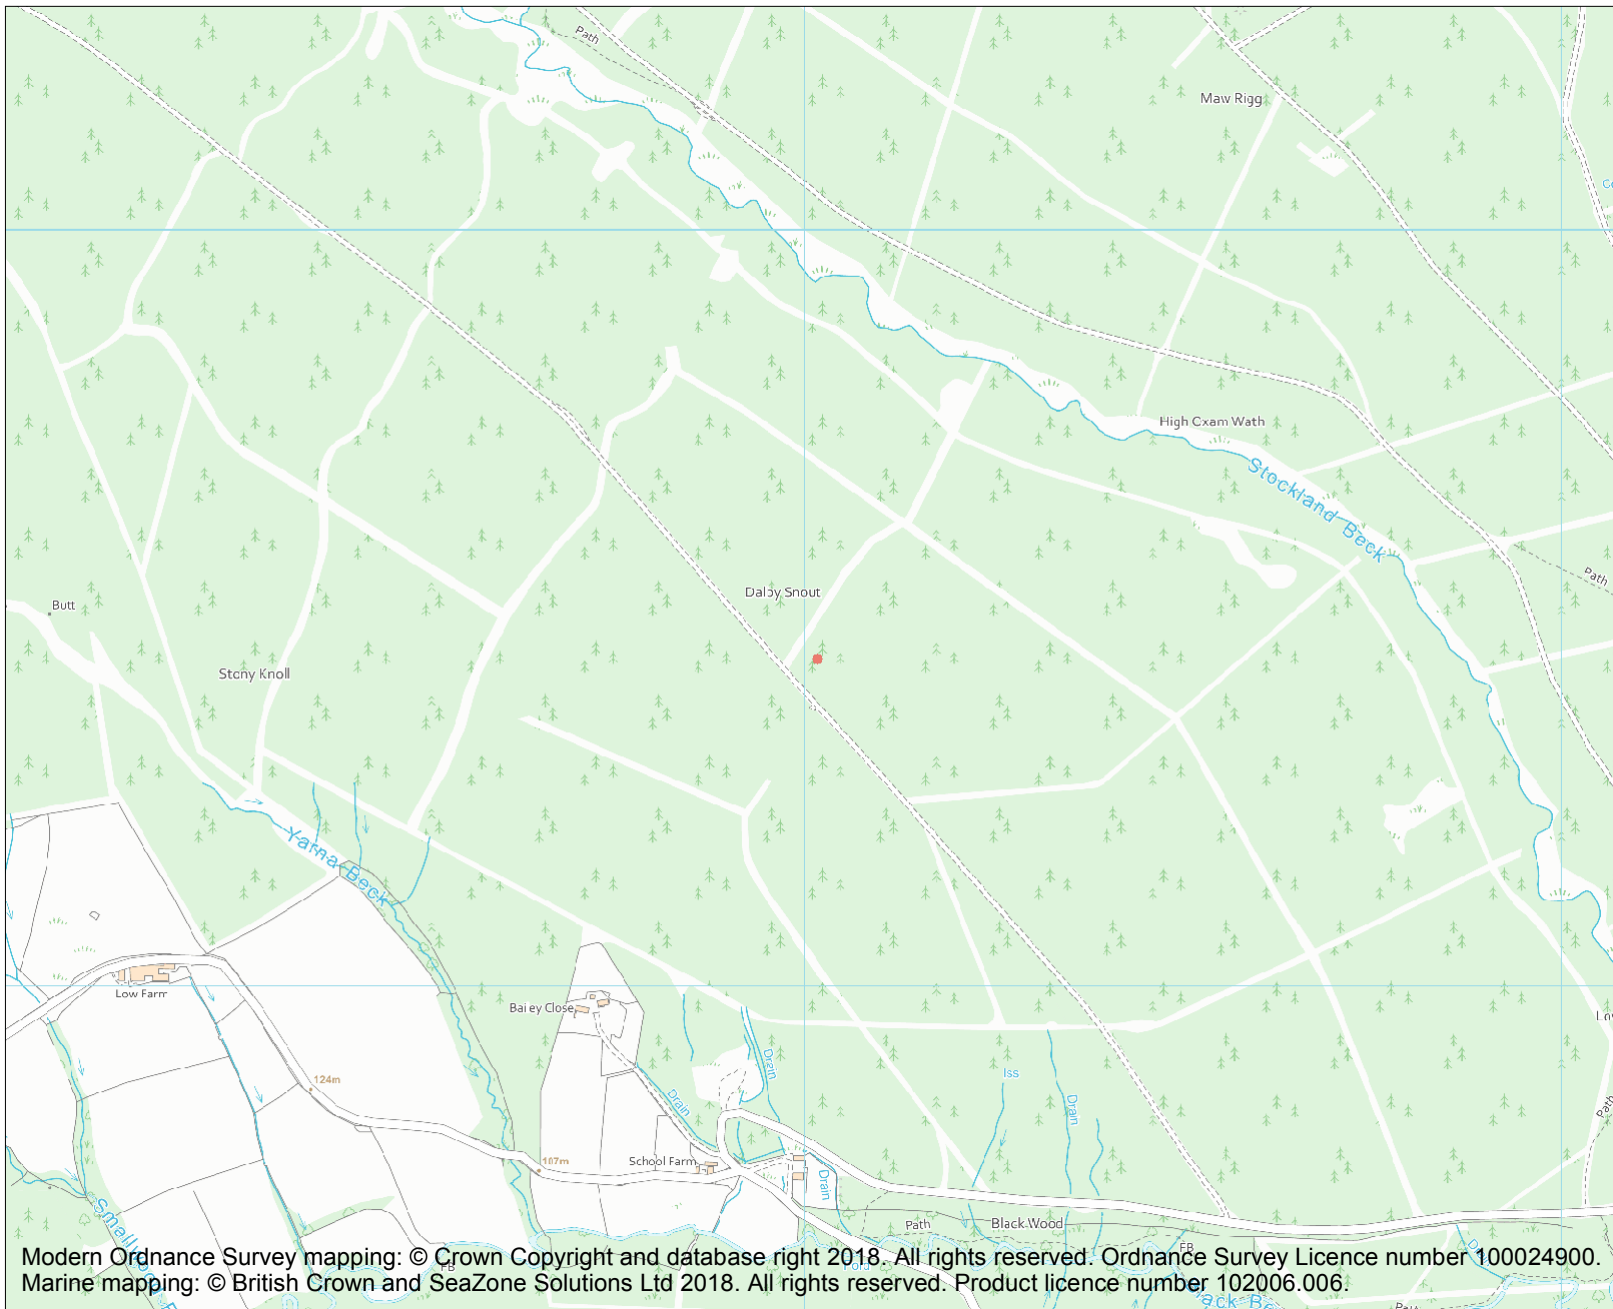 Path
Maw Rigg
High Oxam Wath
Stockland Beck
Path
Dalby Snout
Butt
Stony Knoll
Yarna Beck
Low Farm
Bailey Close
124m
Drain
Drain
Iss
Drain
Path
107m
School Farm
Drain
Path
Black Wood
FB
FB
Ford
Path
Modern Ordnance Survey mapping: © Crown Copyright and database right 2018. All rights reserved. Ordnance Survey Licence number 100024900.
Marine mapping: © British Crown and SeaZone Solutions Ltd 2018. All rights reserved. Product licence number 102006.006.